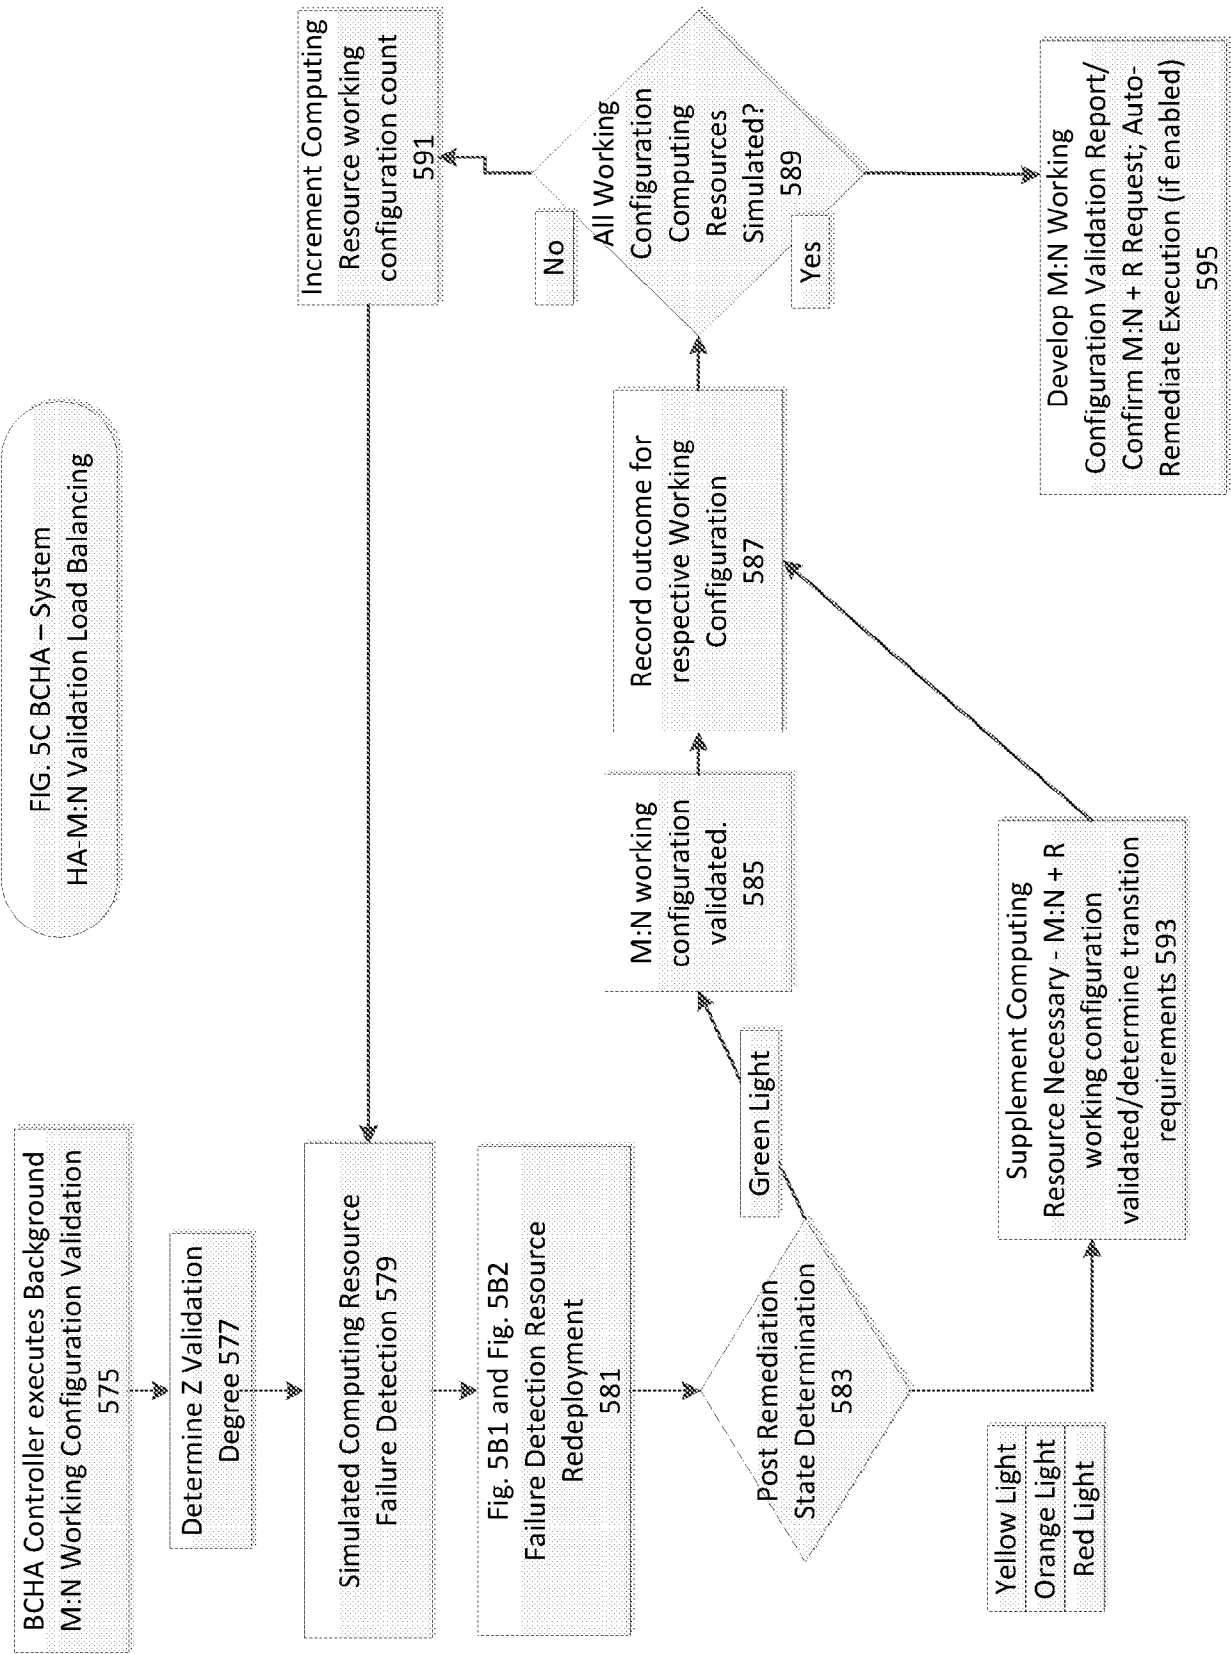 FIG. 5C BCHA – System
HA-M:N Validation Load Balancing
BCHA Controller executes Background
M:N Working Configuration Validation
575
Determine Z Validation
Degree 577
Simulated Computing Resource
Failure Detection 579
Fig. 5B1 and Fig. 5B2
Failure Detection Resource
Redeployment
581
Post Remediation
State Determination
583
Green Light
Yellow Light
Orange Light
Red Light
M:N working
configuration
validated.
585
Supplement Computing
Resource Necessary - M:N + R
working configuration
validated/determine transition
requirements 593
Record outcome for
respective Working
Configuration
587
All Working
Configuration
Computing
Resources
Simulated?
589
No
Yes
Increment Computing
Resource working
configuration count
591
Develop M:N Working
Configuration Validation Report/
Confirm M:N + R Request; Auto-
Remediate Execution (if enabled)
595